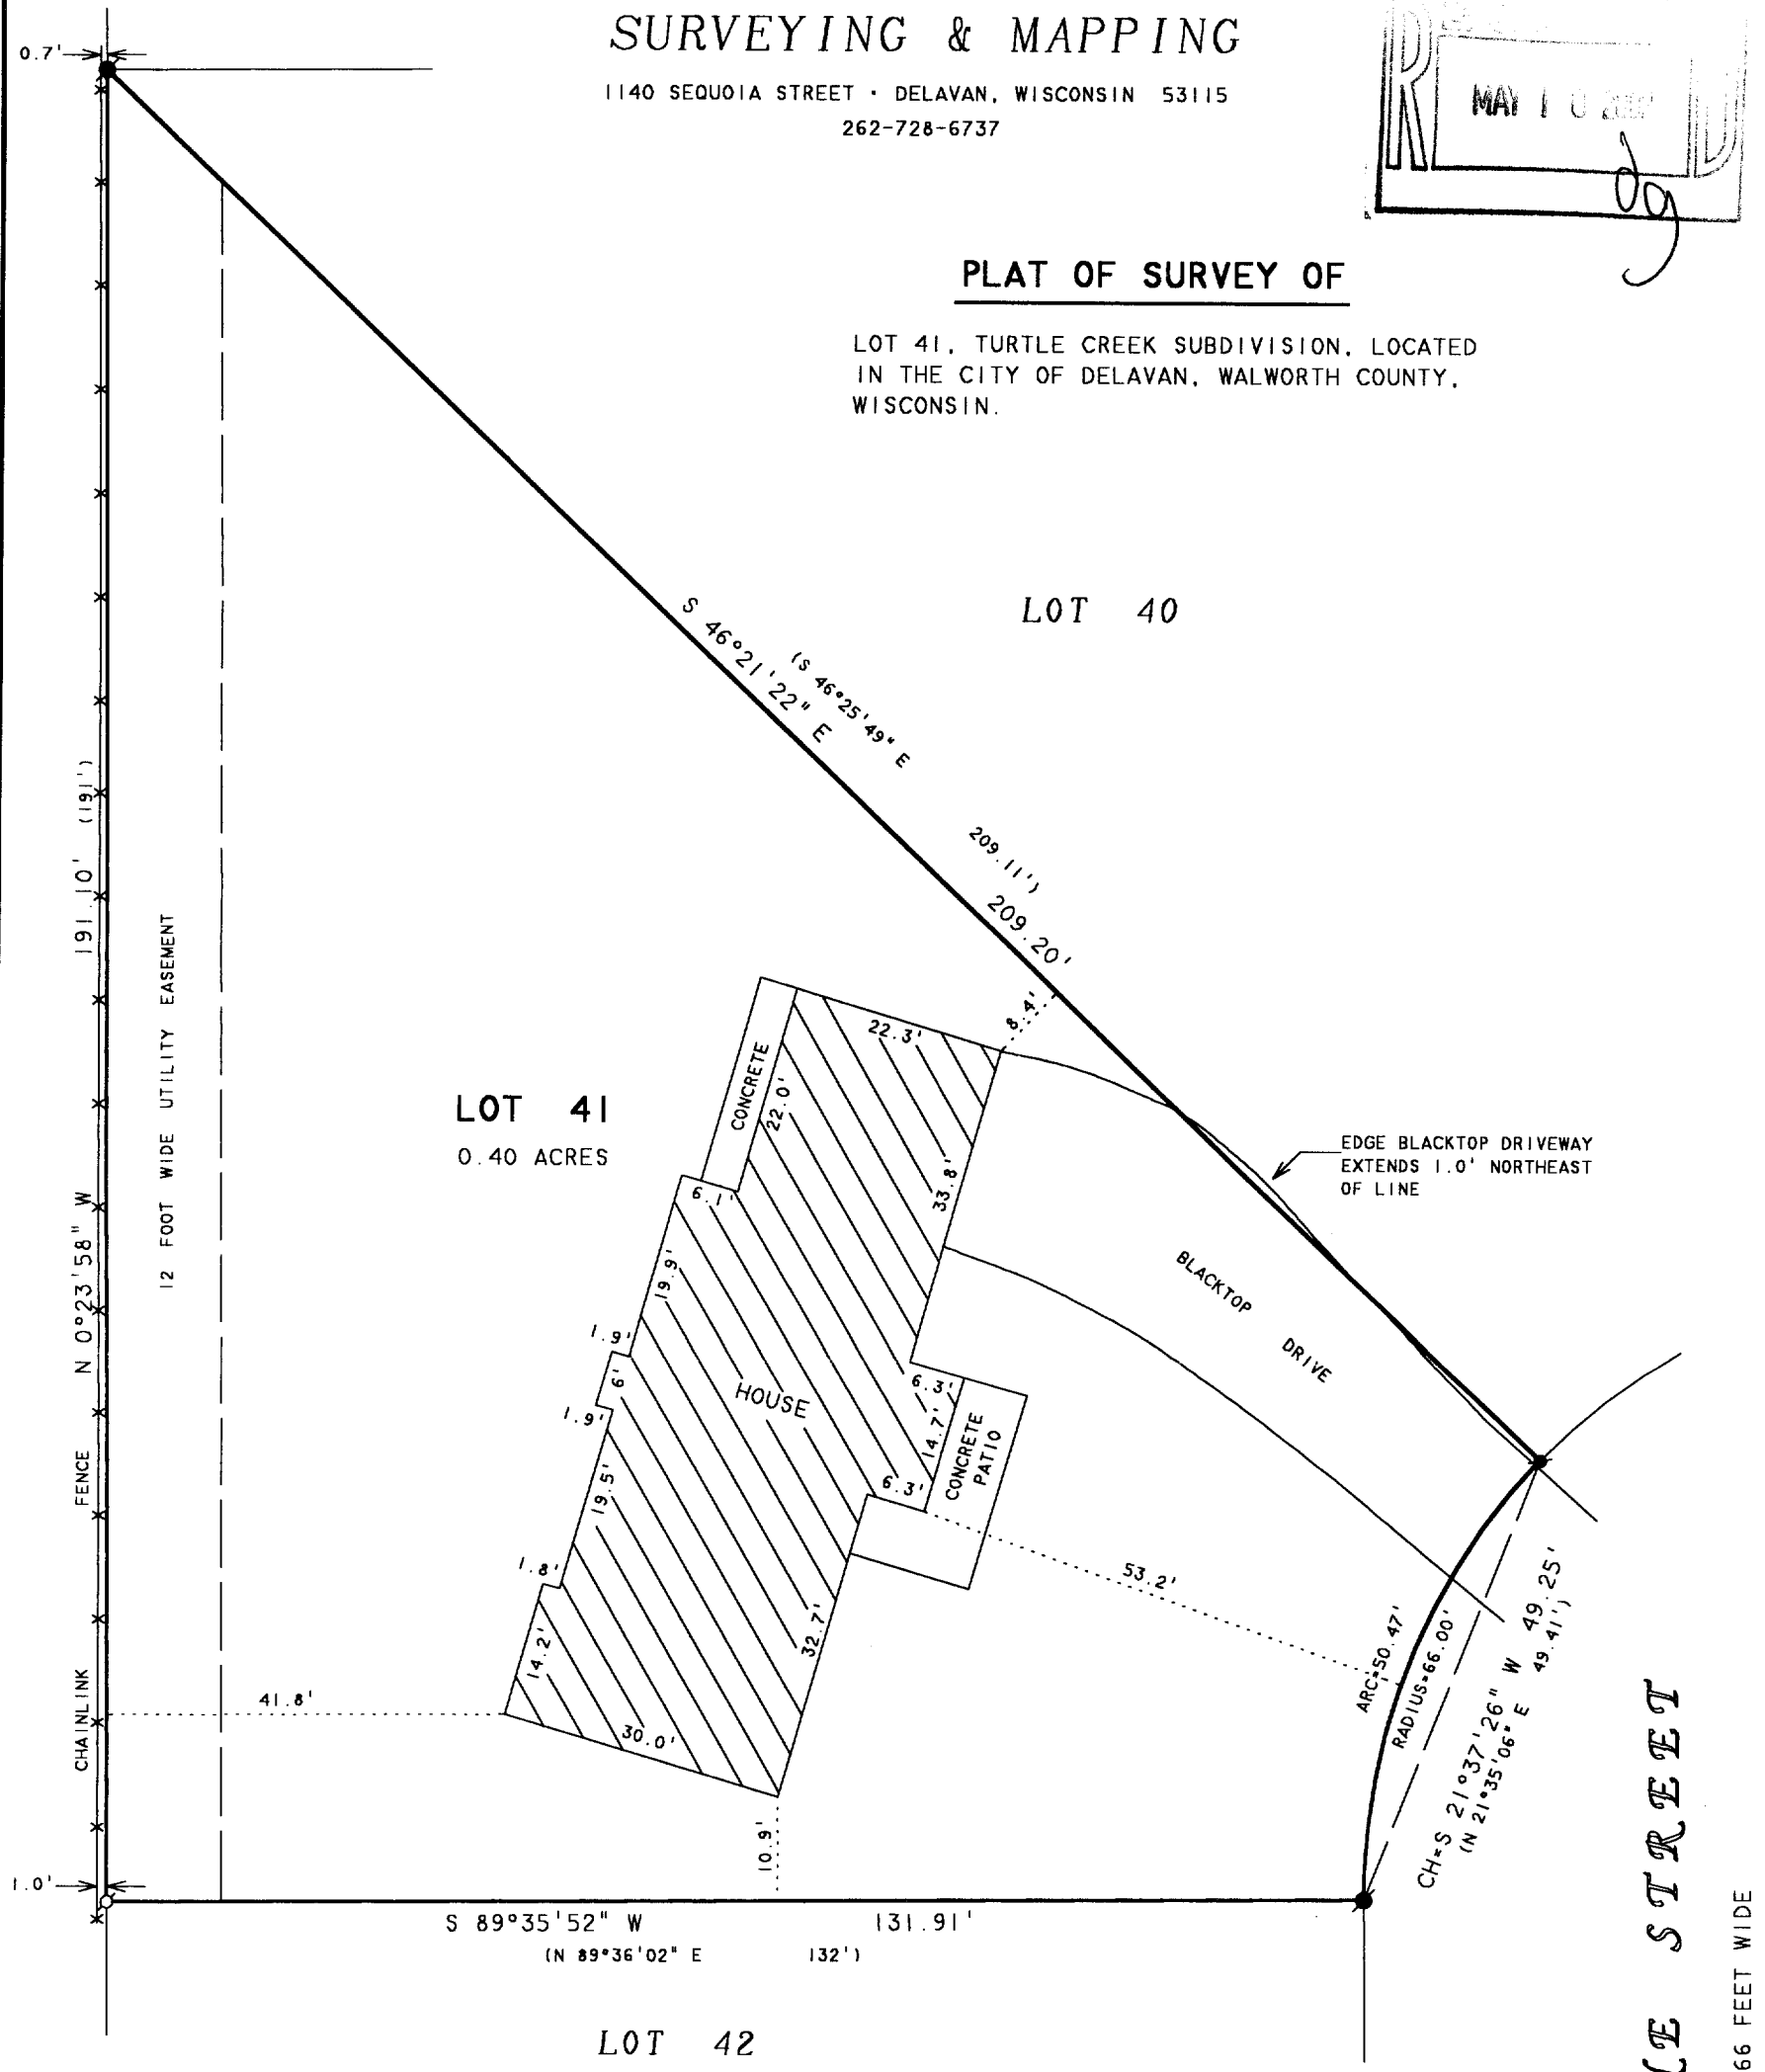 SURVEYING & MAPPING
1140 SEQUOIA STREET · DELAVAN, WISCONSIN 53115
262-728-6737
MAY 10
PLAT OF SURVEY OF
LOT 41, TURTLE CREEK SUBDIVISION, LOCATED
IN THE CITY OF DELAVAN, WALWORTH COUNTY,
WISCONSIN.
0.7'
LOT 40
S 46°21'22" E
209.20'
(S 46°25'49" E
209.11')
CHAINLINK FENCE N 0°23'58" W 191.10' (191')
12 FOOT WIDE UTILITY EASEMENT
LOT 41
0.40 ACRES
CONCRETE
22.3'
8.4'
22.0'
33.8'
6.1'
19.9'
1.9'
6'
1.9'
HOUSE
6.3'
14.7'
6.3'
CONCRETE
PATIO
19.5'
1.8'
14.2'
32.7'
30.0'
41.8'
10.9'
53.2'
EDGE BLACKTOP DRIVEWAY
EXTENDS 1.0' NORTHEAST
OF LINE
BLACKTOP DRIVE
ARC=50.47'
RADIUS=66.00'
CH=S 21°37'26" W 49.25'
(N 21°35'06" E 49.41')
1.0'
S 89°35'52" W 131.91'
(N 89°36'02" E 132')
LOT 42
STREET
66 FEET WIDE